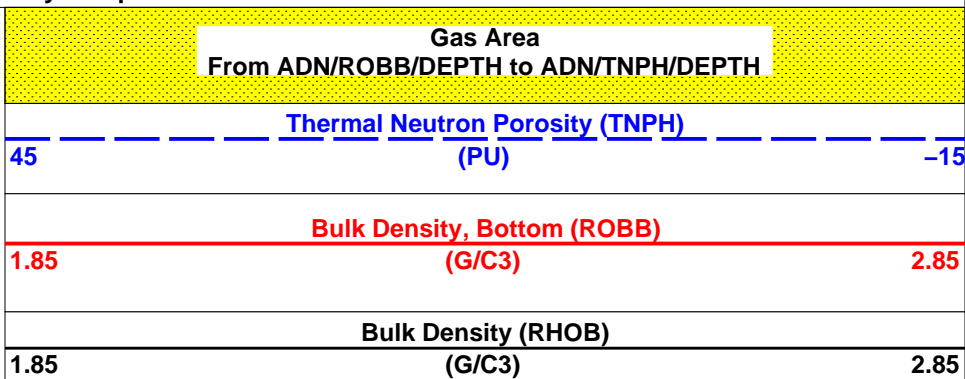 Gas Area
From ADN/ROBB/DEPTH to ADN/TNPH/DEPTH
Thermal Neutron Porosity (TNPH)
45 (PU) –15
Bulk Density, Bottom (ROBB)
1.85 (G/C3) 2.85
Bulk Density (RHOB)
1.85 (G/C3) 2.85